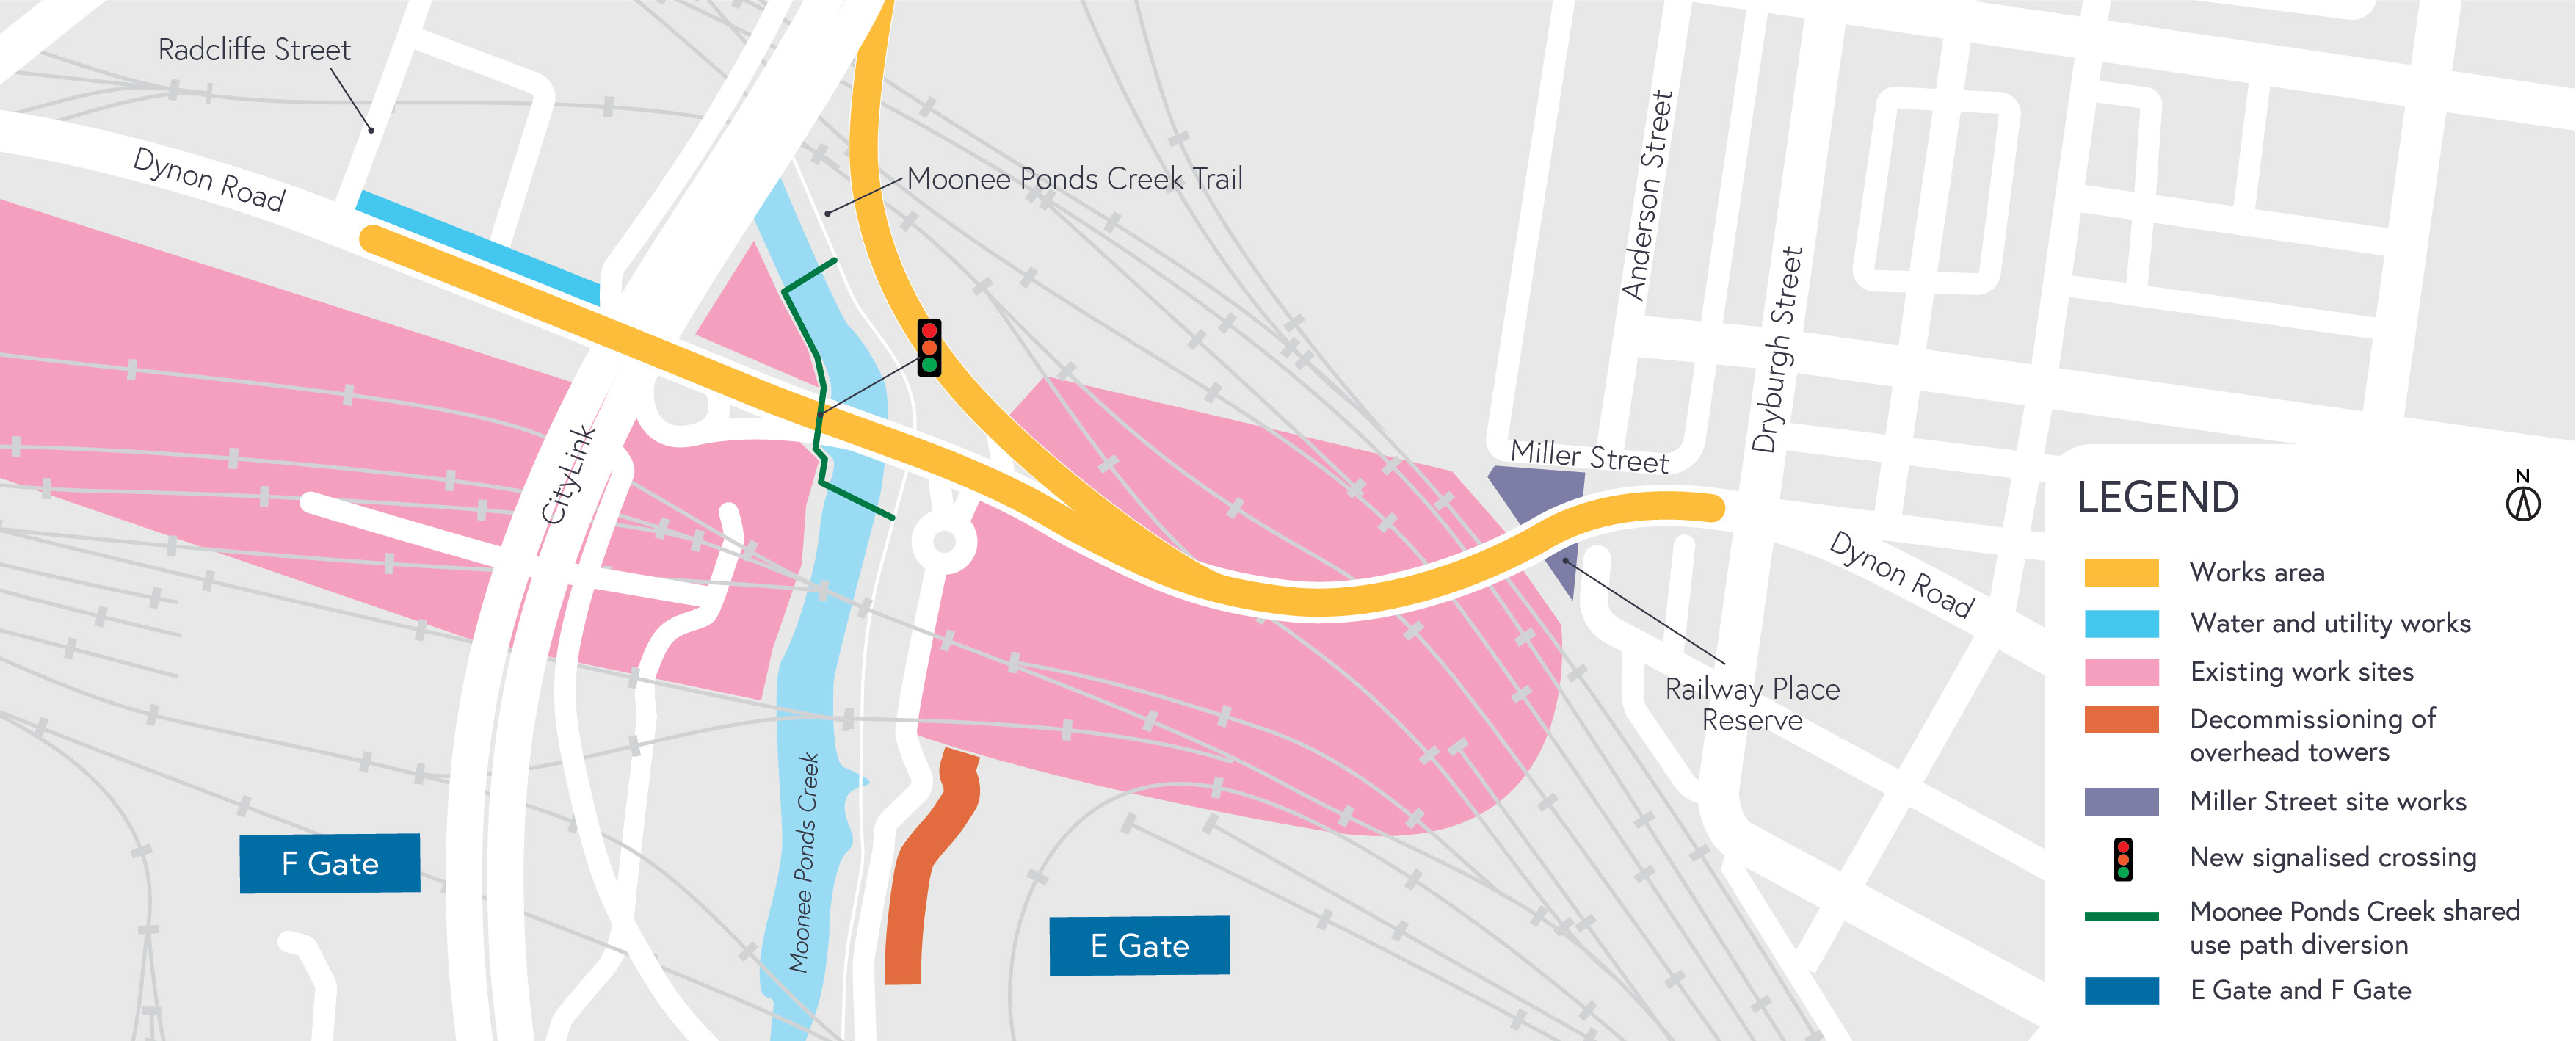 Radcliffe Street
Dynon Road
Moonee Ponds Creek Trail
Anderson Street
Dryburgh Street
CityLink
Miller Street
Dynon Road
Railway Place
Reserve
Moonee Ponds Creek
F Gate
E Gate
LEGEND
N
Works area
Water and utility works
Existing work sites
Decommissioning of
overhead towers
Miller Street site works
New signalised crossing
Moonee Ponds Creek shared
use path diversion
E Gate and F Gate